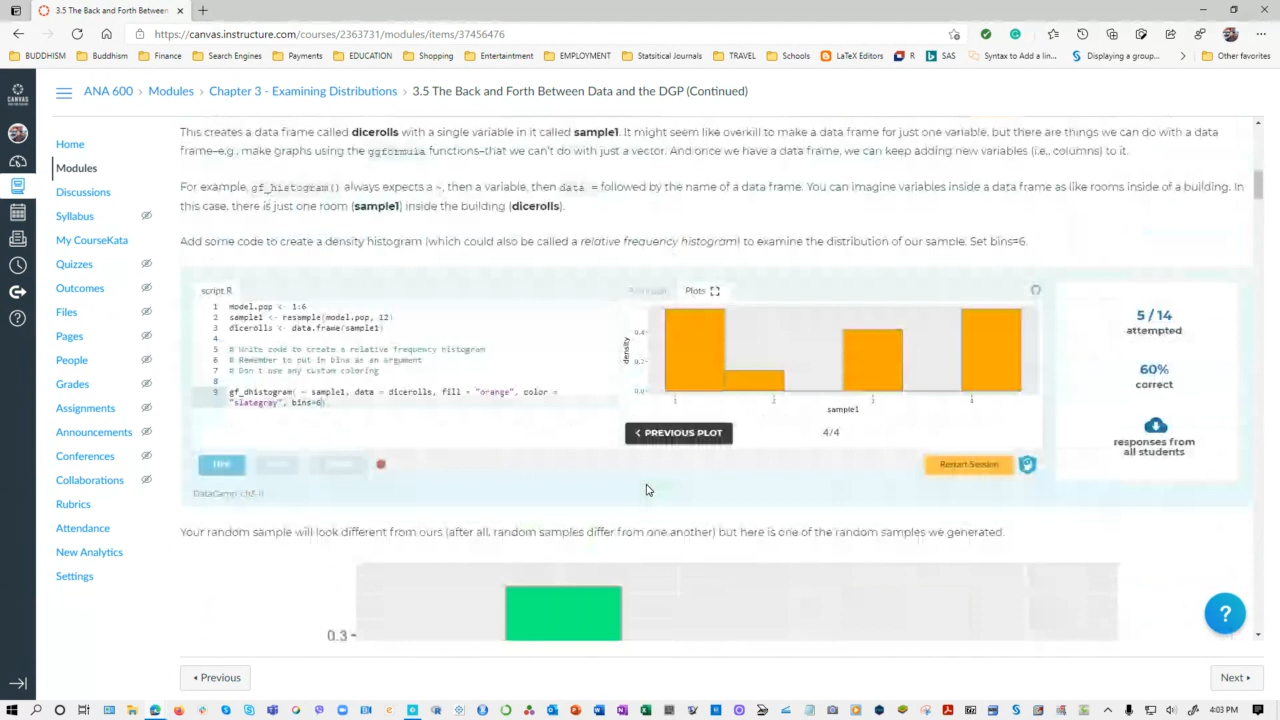 3.5 The Back and Forth Between
https://canvas.instructure.com/courses/2363731/modules/items/37456476
BUDDHISM Buddhism Finance Search Engines Payments EDUCATION Shopping Entertainment EMPLOYMENT Statsitical Journals TRAVEL Schools LaTeX Editors R SAS Syntax to Add a lin... Displaying a group... Other favorites
CANVAS
ANA 600 > Modules > Chapter 3 - Examining Distributions > 3.5 The Back and Forth Between Data and the DGP (Continued)
Home
Modules
Discussions
Syllabus
My CourseKata
Quizzes
Outcomes
Files
Pages
People
Grades
Assignments
Announcements
Conferences
Collaborations
Rubrics
Attendance
New Analytics
Settings
This creates a data frame called dicerolls with a single variable in it called sample1. It might seem like overkill to make a data frame for just one variable, but there are things we can do with a data
frame–e.g., make graphs using the ggformula functions–that we can't do with just a vector. And once we have a data frame, we can keep adding new variables (i.e., columns) to it.
For example, gf_histogram() always expects a ~, then a variable, then data = followed by the name of a data frame. You can imagine variables inside a data frame as like rooms inside of a building. In
this case, there is just one room (sample1) inside the building (dicerolls).
Add some code to create a density histogram (which could also be called a relative frequency histogram) to examine the distribution of our sample. Set bins=6.
script.R
1 model.pop <- 1:6
2 sample1 <- resample(model.pop, 12)
3 dicerolls <- data.frame(sample1)
4
5 # Write code to create a relative frequency histogram
6 # Remember to put in bins as an argument
7 # Don't use any custom coloring
8
9 gf_dhistogram( ~ sample1, data = dicerolls, fill = "orange", color =
"slategray", bins=6)
Plots
density
0.4
0.2
0.0
1 2 3 4
sample1
< PREVIOUS PLOT
4/4
Restart Session
5 / 14
attempted
60%
correct
responses from
all students
Your random sample will look different from ours (after all, random samples differ from one another) but here is one of the random samples we generated.
0.3
?
Previous
Next
4:03 PM